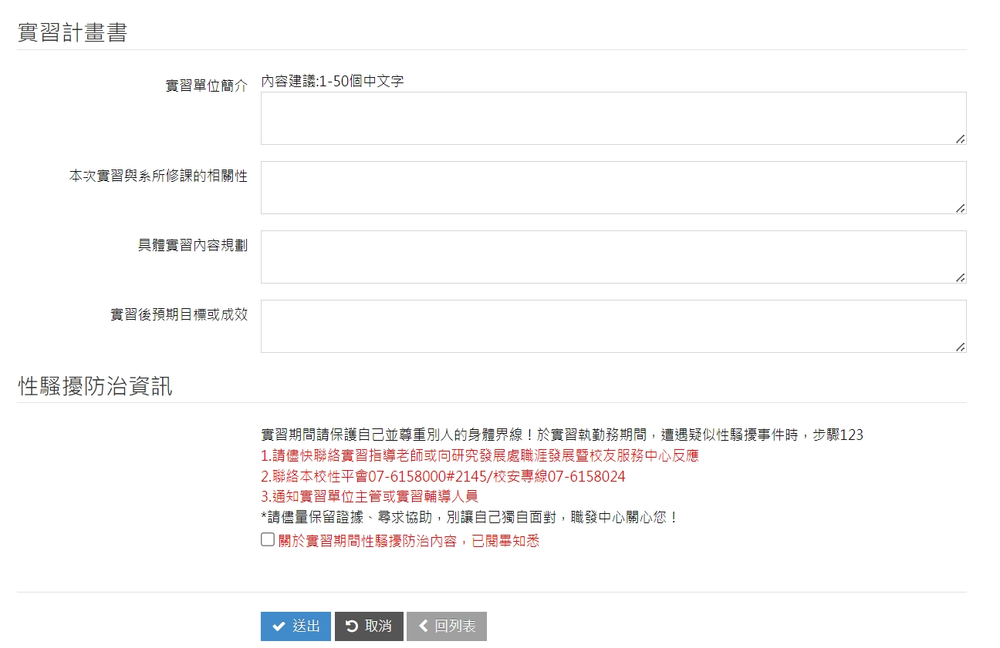 實習計畫書
實習單位簡介
內容建議:1-50個中文字
本次實習與系所修課的相關性
具體實習內容規劃
實習後預期目標或成效
性騷擾防治資訊
實習期間請保護自己並尊重別人的身體界線！於實習執勤務期間，遭遇疑似性騷擾事件時，步驟123
1.請儘快聯絡實習指導老師或向研究發展處職涯發展暨校友服務中心反應
2.聯絡本校性平會07-6158000#2145/校安專線07-6158024
3.通知實習單位主管或實習輔導人員
*請儘量保留證據、尋求協助，別讓自己獨自面對，職發中心關心您！
關於實習期間性騷擾防治內容，已閱畢知悉
送出 取消 回列表